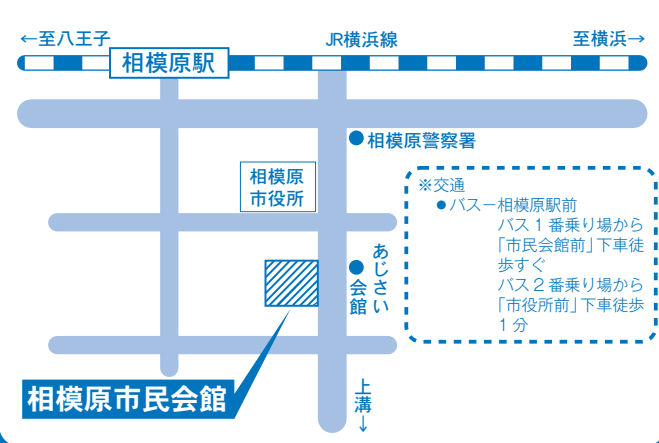 ←至八王子
JR横浜線
至横浜→
相模原駅
相模原警察署
相模原
市役所
※交通
●バスー相模原駅前
バス1番乗り場から
「市民会館前」下車徒
歩すぐ
バス2番乗り場から
「市役所前」下車徒歩
1分
あじさい
会館
相模原市民会館
上溝↓